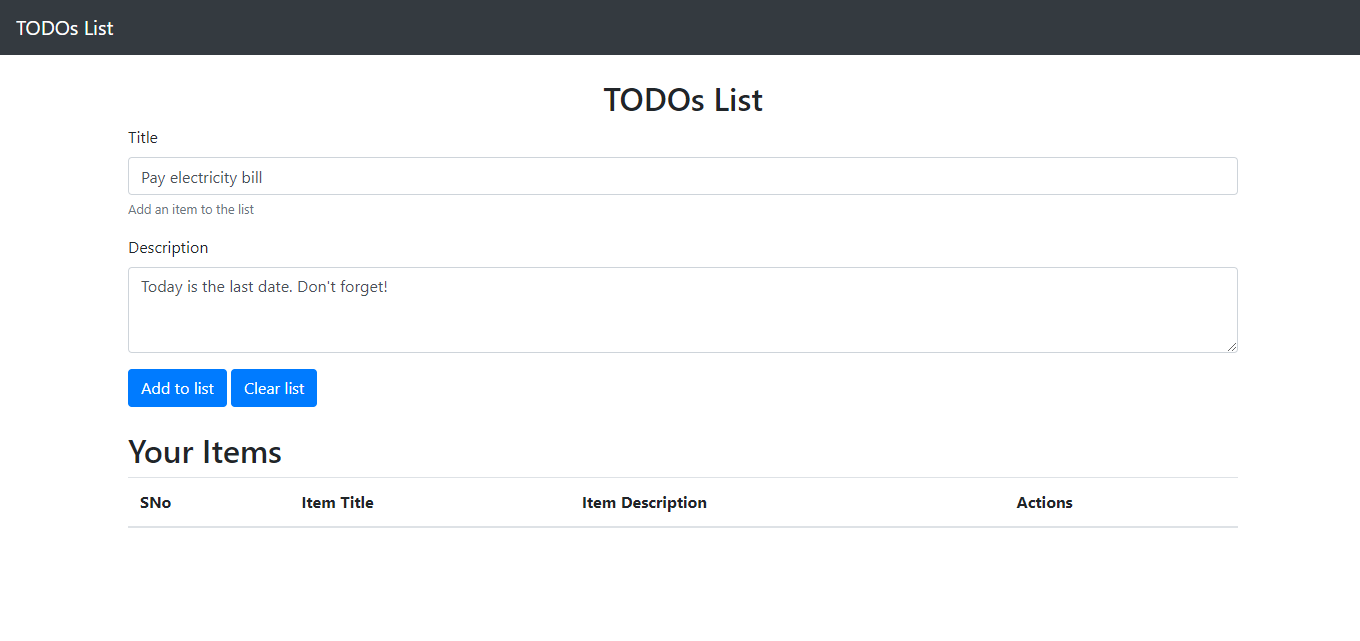 TODOs List
TODOs List
Title
Pay electricity bill
Add an item to the list
Description
Today is the last date. Don't forget!
Add to list Clear list
Your Items
SNo Item Title Item Description Actions